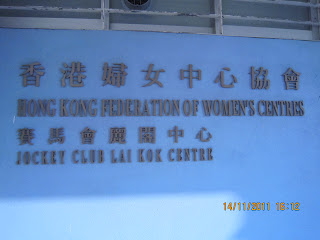 香港婦女中心協會
HONG KONG FEDERATION OF WOMEN'S CENTRES
賽馬會麗閣中心
JOCKEY CLUB LAI KOK CENTRE
14/11/2011 16:12